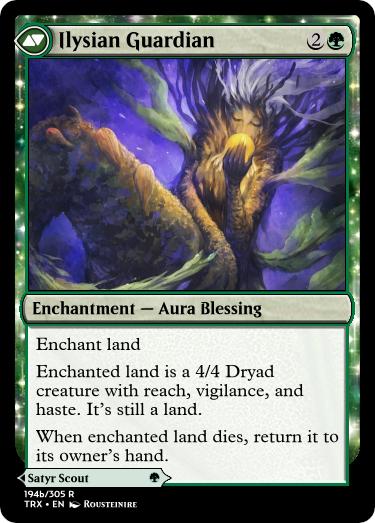 Ilysian Guardian 2
Enchantment — Aura Blessing
Enchant land
Enchanted land is a 4/4 Dryad
creature with reach, vigilance, and
haste. It's still a land.
When enchanted land dies, return it to
its owner's hand.
Satyr Scout
194b/305 R
TRX • EN Rousteinire